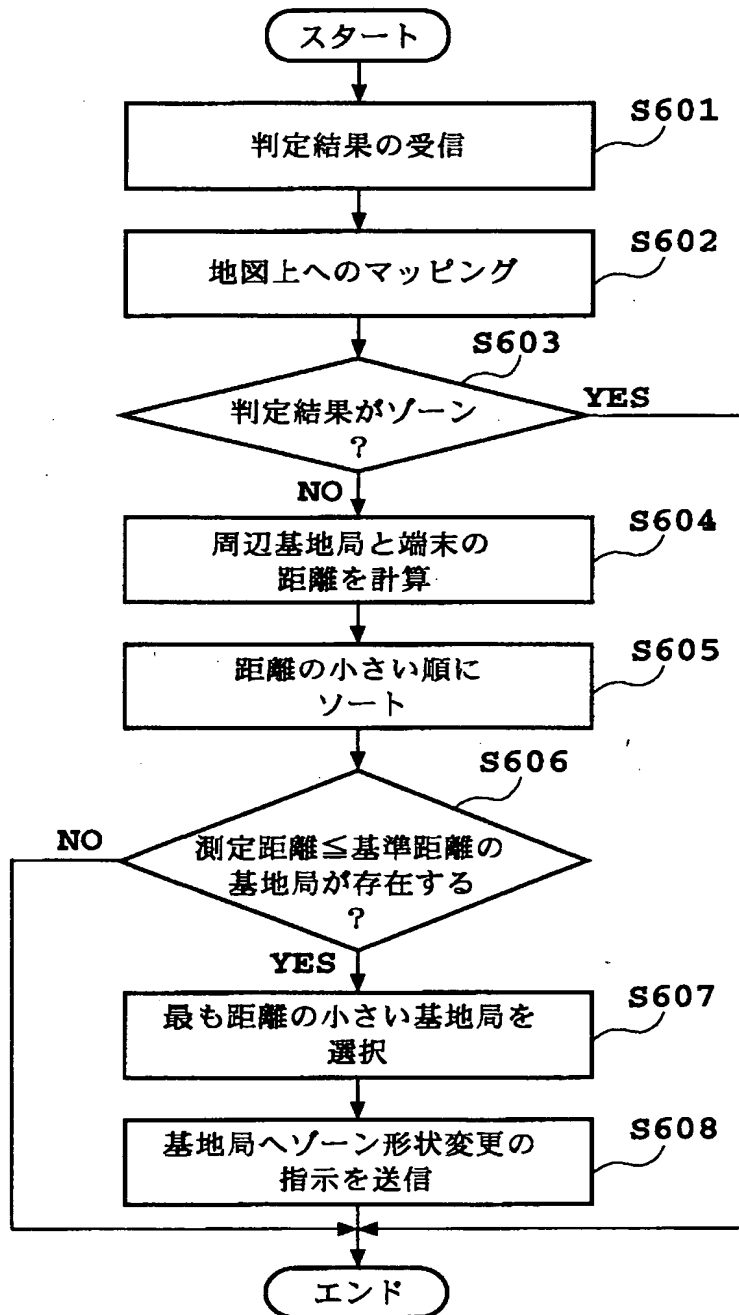 スタート
S601
判定結果の受信
S602
地図上へのマッピング
S603
判定結果がゾーン
?
YES
NO
S604
周辺基地局と端末の
距離を計算
S605
距離の小さい順に
ソート
S606
NO
測定距離≦基準距離の
基地局が存在する
?
YES
S607
最も距離の小さい基地局を
選択
S608
基地局へゾーン形状変更の
指示を送信
エンド